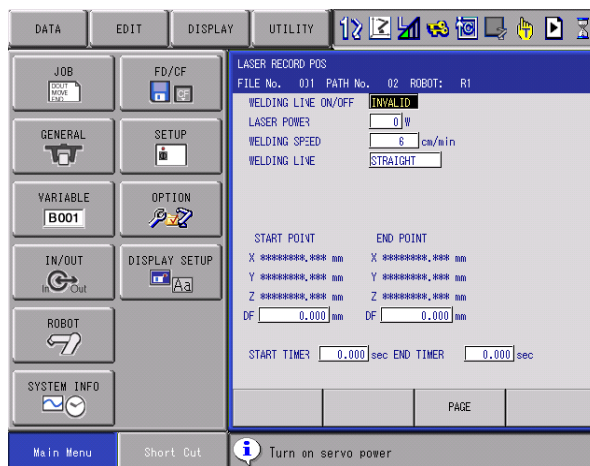 DATA EDIT DISPLAY UTILITY
JOB
DOUT
MOVE
END
FD/CF
CF
GENERAL
SETUP
VARIABLE
B001
OPTION
IN/OUT
In Out
DISPLAY SETUP
Aa
ROBOT
SYSTEM INFO
Main Menu Short Cut
LASER RECORD POS
FILE No. 001 PATH No. 02 ROBOT: R1
WELDING LINE ON/OFF INVALID
LASER POWER 0 W
WELDING SPEED 6 cm/min
WELDING LINE STRAIGHT
START POINT END POINT
X ********.*** mm X ********.*** mm
Y ********.*** mm Y ********.*** mm
Z ********.*** mm Z ********.*** mm
DF 0.000 mm DF 0.000 mm
START TIMER 0.000 sec END TIMER 0.000 sec
PAGE
Turn on servo power